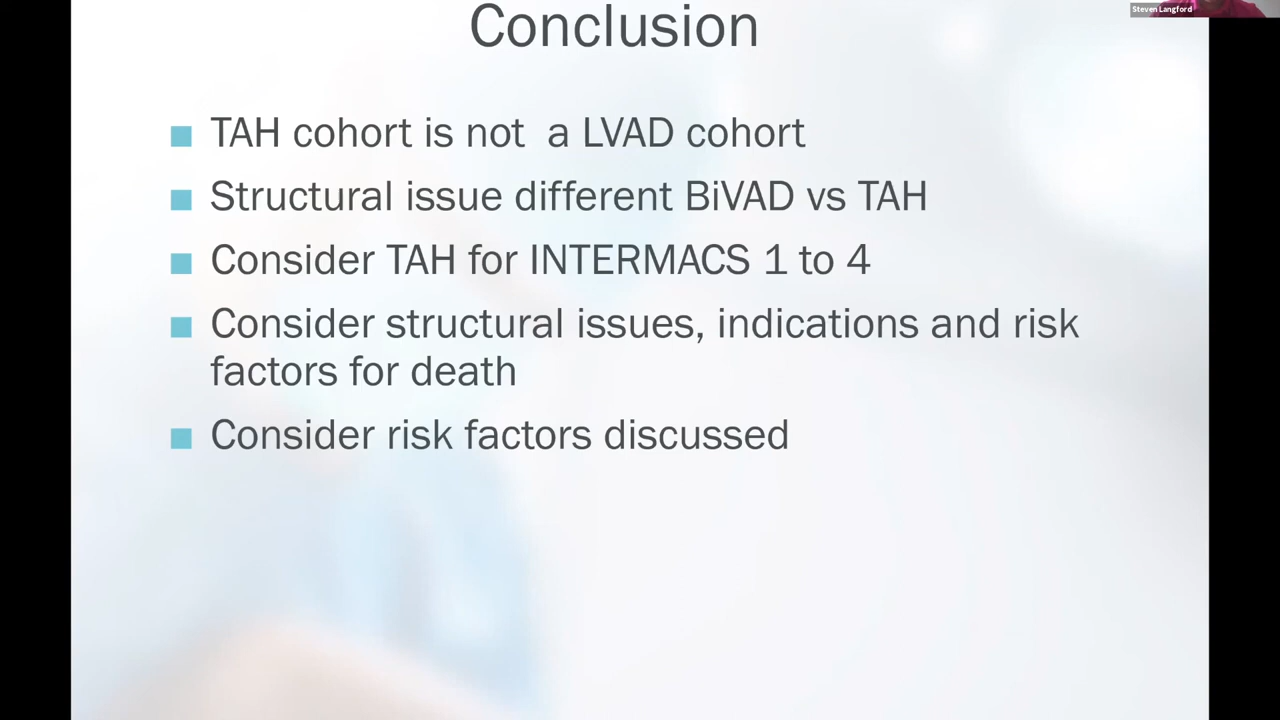 Steven Langford
Conclusion
TAH cohort is not a LVAD cohort
Structural issue different BiVAD vs TAH
Consider TAH for INTERMACS 1 to 4
Consider structural issues, indications and risk
factors for death
Consider risk factors discussed